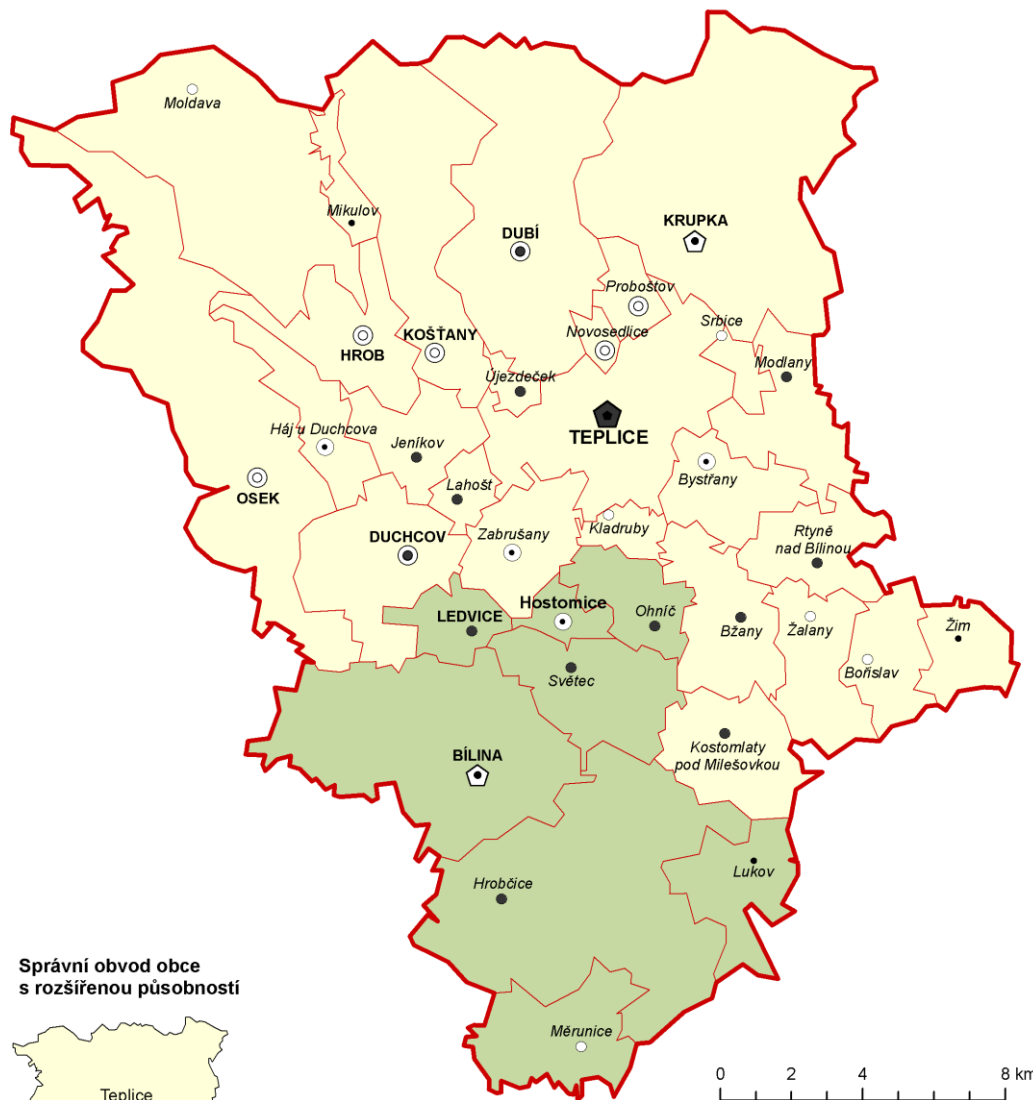 Moldava
Mikulov
DUBÍ
KRUPKA
Proboštov
Srbice
Novosedlice
KOŠŤANY
HROB
Modlany
Újezdeček
TEPLICE
Háj u Duchcova
Jeníkov
Bystřany
OSEK
Lahošt
Kladruby
Rtyně
nad Bílinou
DUCHCOV
Zabrušany
LEDVICE
Hostomice
Ohníč
Bžany
Žalany
Žim
Bořislav
Světec
Kostomlaty
pod Milešovkou
BÍLINA
Lukov
Hrobčice
Správní obvod obce
s rozšířenou působností
Měrunice
Teplice
0 2 4 8 km